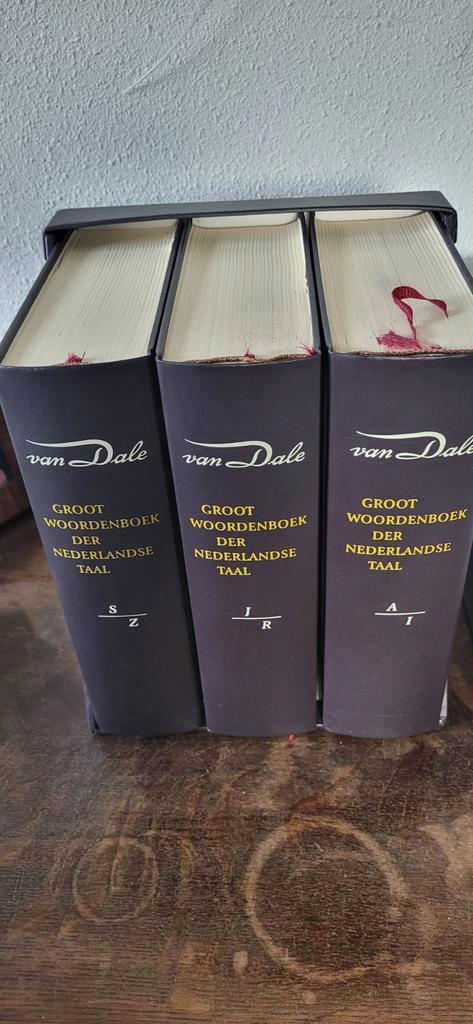 van Dale
GROOT
WOORDENBOEK
DER
NEDERLANDSE
TAAL
S
Z
van Dale
GROOT
WOORDENBOEK
DER
NEDERLANDSE
TAAL
J
R
van Dale
GROOT
WOORDENBOEK
DER
NEDERLANDSE
TAAL
A
I